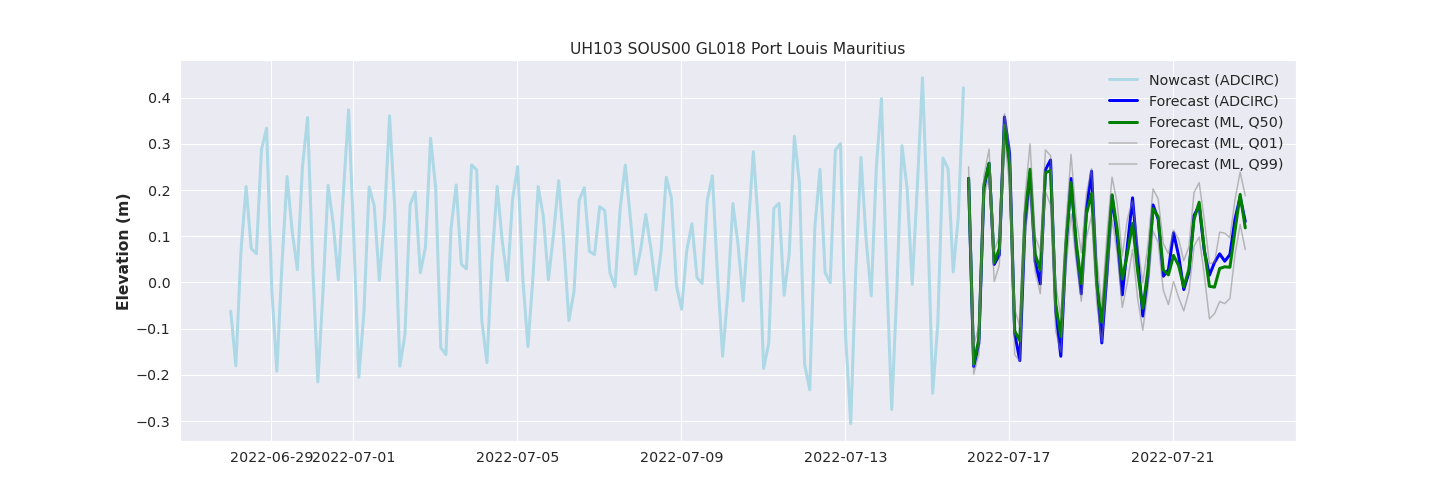 UH103 SOUS00 GL018 Port Louis Mauritius
Nowcast (ADCIRC)
Forecast (ADCIRC)
Forecast (ML, Q50)
Forecast (ML, Q01)
Forecast (ML, Q99)
Elevation (m)
0.4
0.3
0.2
0.1
0.0
−0.1
−0.2
−0.3
2022-06-29 2022-07-01 2022-07-05 2022-07-09 2022-07-13 2022-07-17 2022-07-21